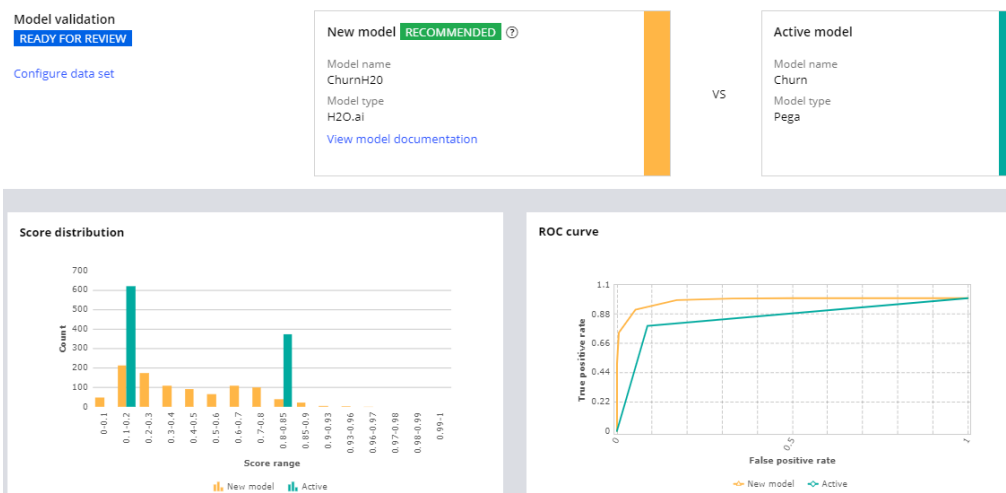 Model validation
READY FOR REVIEW
Configure data set
New model RECOMMENDED ?
Model name
ChurnH20
Model type
H2O.ai
View model documentation
VS
Active model
Model name
Churn
Model type
Pega
Score distribution
700
600
500
400
300
200
100
0
Count
0-0.1
0.1-0.2
0.2-0.3
0.3-0.4
0.4-0.5
0.5-0.6
0.6-0.7
0.7-0.8
0.8-0.85
0.85-0.9
0.9-0.93
0.93-0.96
0.96-0.97
0.97-0.98
0.98-0.99
0.99-1
Score range
New model Active
ROC curve
1.1
0.88
0.66
0.44
0.22
0
True positive rate
0
0.5
1
False positive rate
New model Active